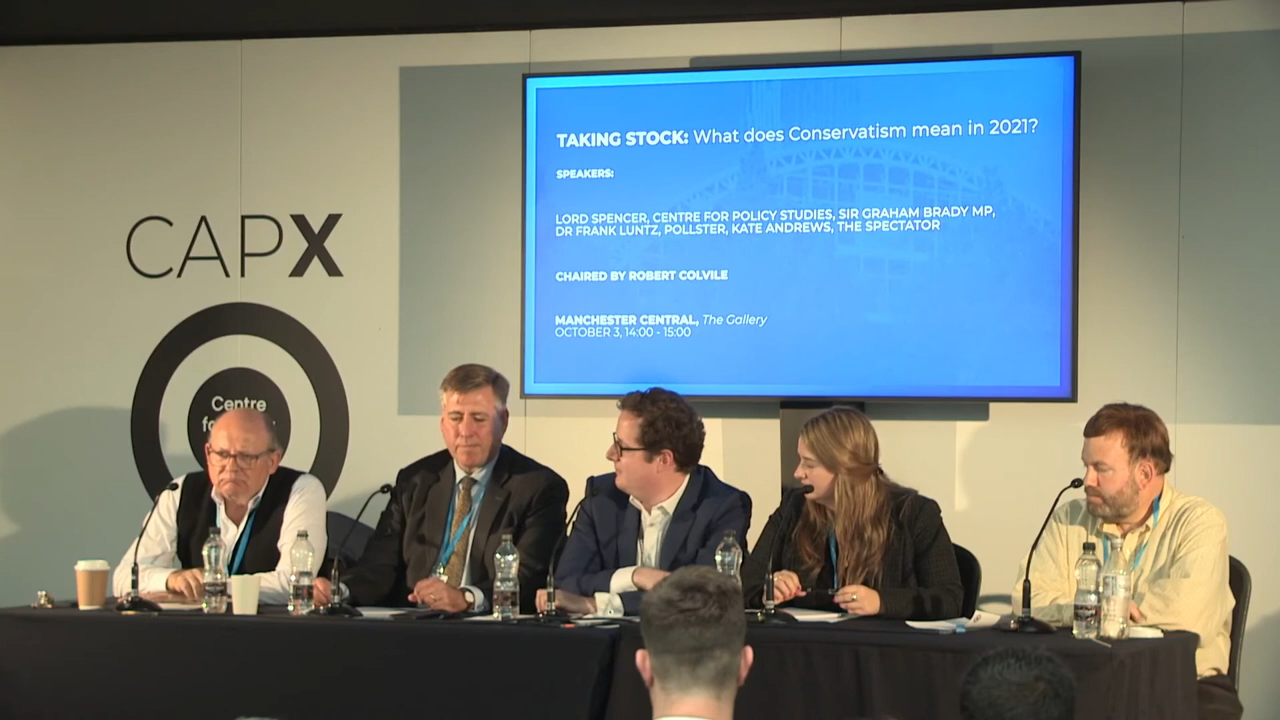 TAKING STOCK: What does Conservatism mean in 2021?
SPEAKERS:
LORD SPENCER, CENTRE FOR POLICY STUDIES, SIR GRAHAM BRADY MP,
DR FRANK LUNTZ, POLLSTER, KATE ANDREWS, THE SPECTATOR
CHAIRED BY ROBERT COLVILE
MANCHESTER CENTRAL, The Gallery
OCTOBER 3, 14:00 - 15:00
CAPX
Centre